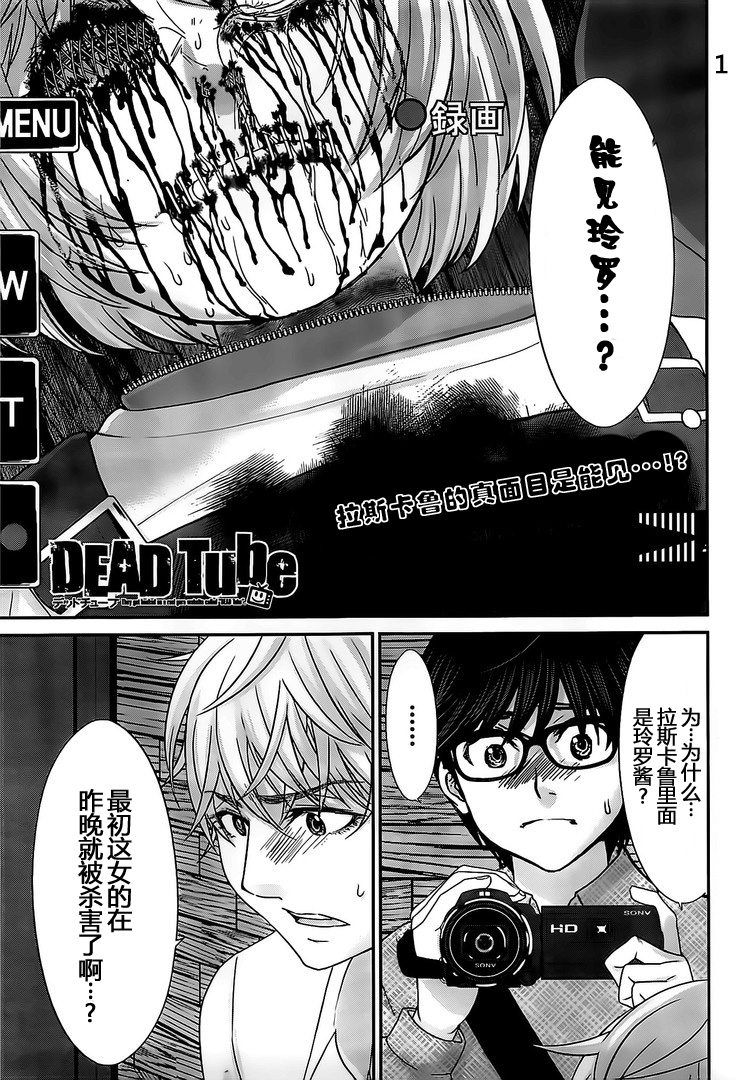 1
MENU
録画
能见玲罗…?
W
T
拉斯卡鲁的真面目是能见…!?
DEAD Tube
デッドチューブ
为…为什么…
拉斯卡鲁里面
是玲罗酱?
……
SONY
HD
SONY
最初这女的在
昨晚就被杀害了啊…?